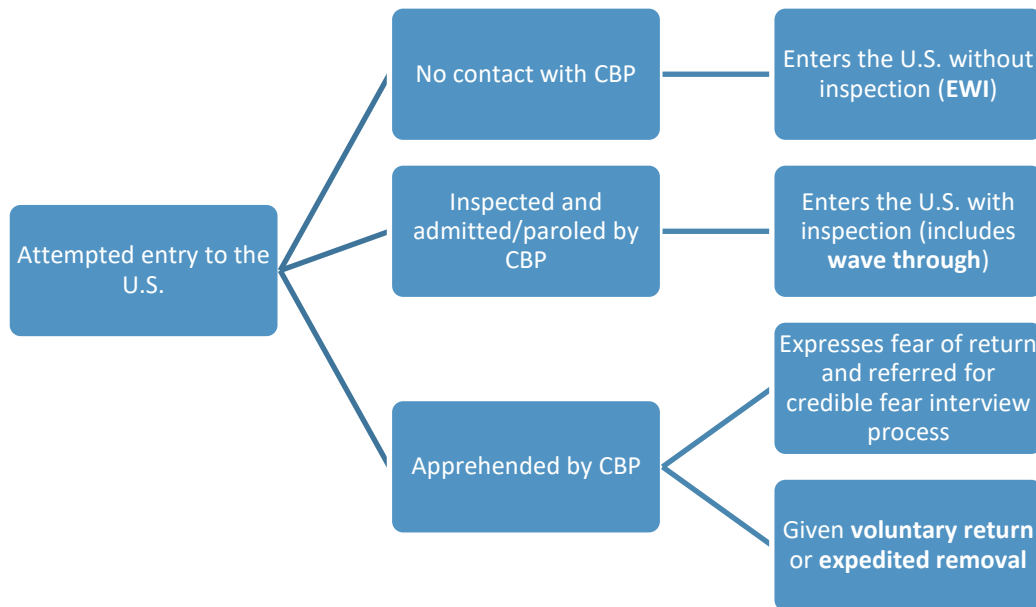 No contact with CBP
Enters the U.S. without
inspection (EWI)
Attempted entry to the
U.S.
Inspected and
admitted/paroled by
CBP
Enters the U.S. with
inspection (includes
wave through)
Apprehended by CBP
Expresses fear of return
and referred for
credible fear interview
process
Given voluntary return
or expedited removal